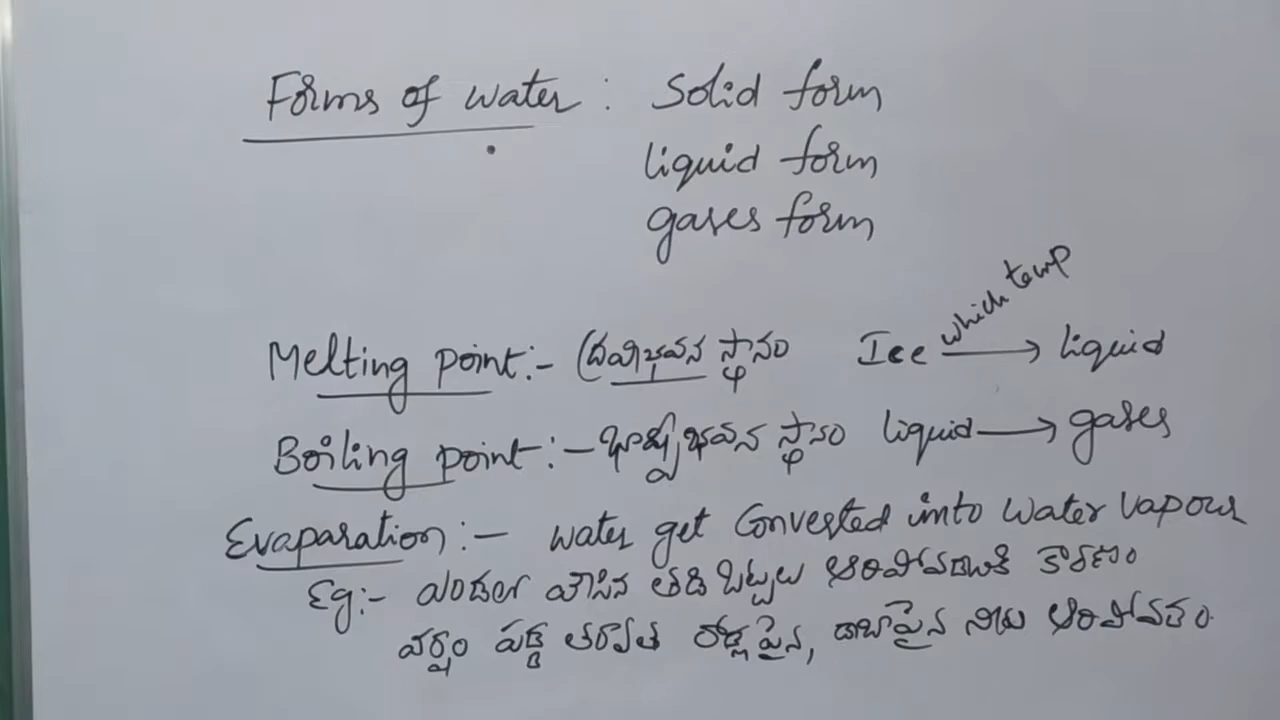 Forms of water : Solid form
liquid form
gases form
Melting point :- (ద్రవీభవన స్థానం Ice which temp → liquid
Boiling point :- భాష్పీభవన స్థానం liquid → gases
Evaparation :- water get Converted into water vapour
Eg :- ఎండలో వేసిన తడి బట్టలు ఆరిపోవడానికి కారణం
వర్షం పడ్డ తర్వాత రోడ్లపైన, డాబాపైన నీరు ఆరిపోవడం.